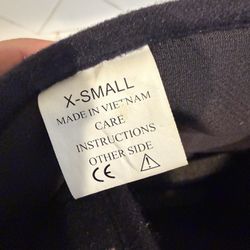 X-SMALL
MADE IN VIETNAM
CARE
INSTRUCTIONS
OTHER SIDE
CE